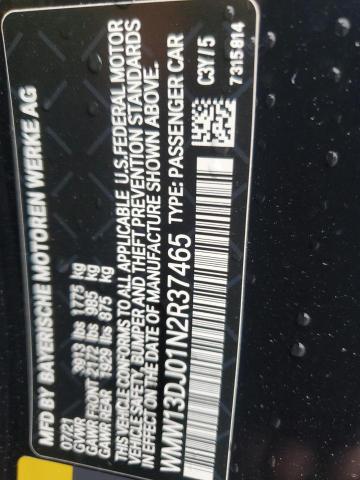 MFD BY BAYERISCHE MOTOREN WERKE AG
07/21
GVWR 3913 lbs 1775 kg
GAWR FRONT 2172 lbs 985 kg
GAWR REAR 1929 lbs 875 kg
THIS VEHICLE CONFORMS TO ALL APPLICABLE U.S. FEDERAL MOTOR
VEHICLE SAFETY, BUMPER AND THEFT PREVENTION STANDARDS
IN EFFECT ON THE DATE OF MANUFACTURE SHOWN ABOVE.
WMW13DJ01N2R37465 TYPE: PASSENGER CAR
C3Y/5
7315814